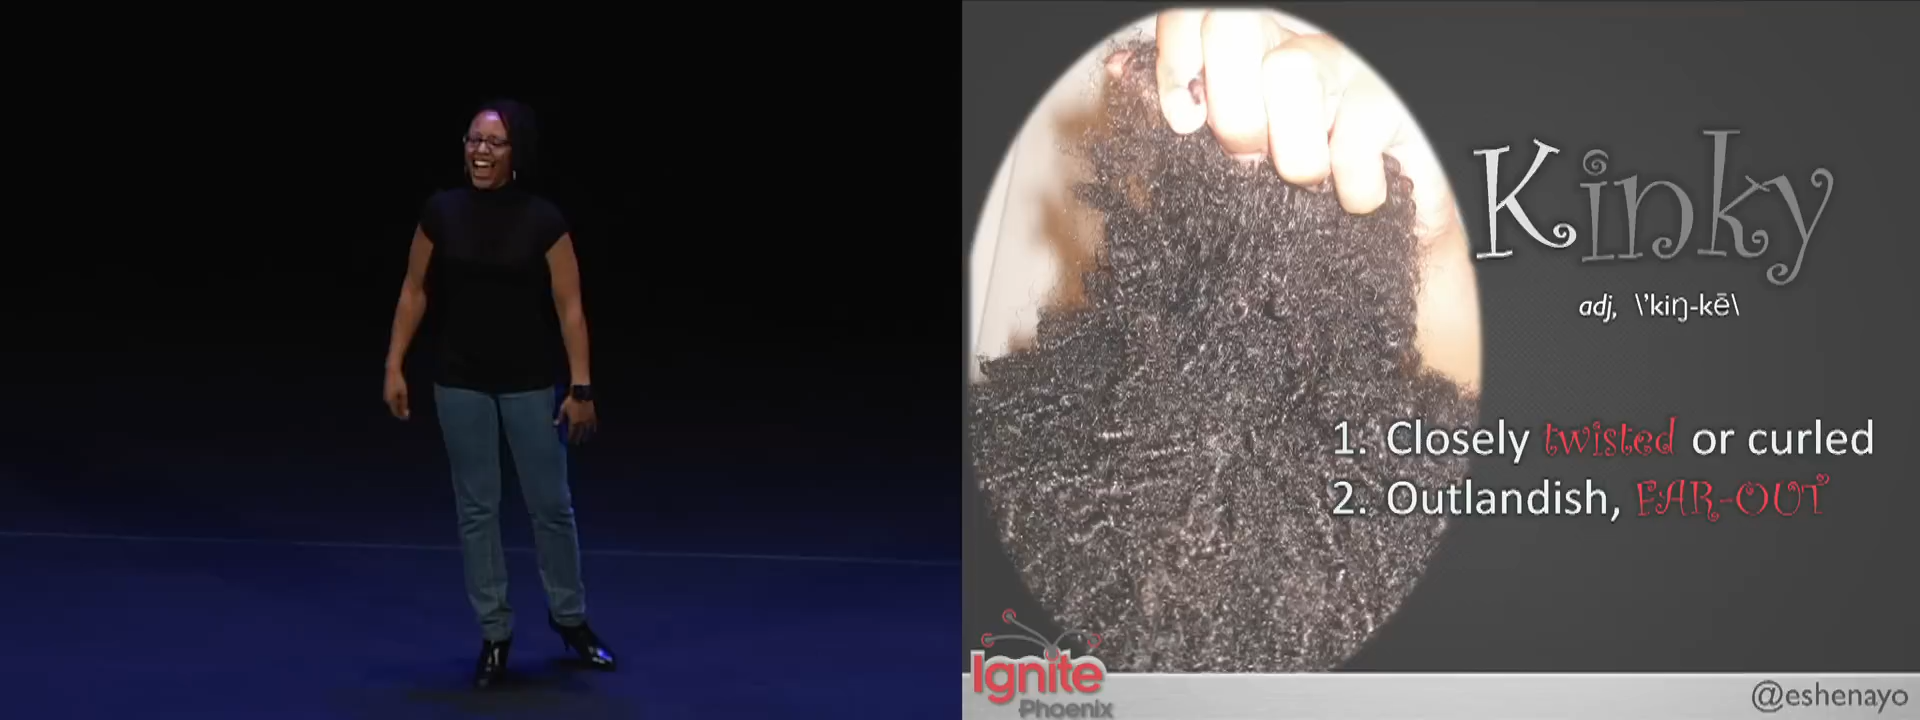 Kinky
adj, \'kiŋ-kē\
1. Closely twisted or curled
2. Outlandish, FAR-OUT
Ignite
Phoenix
@eshenayo